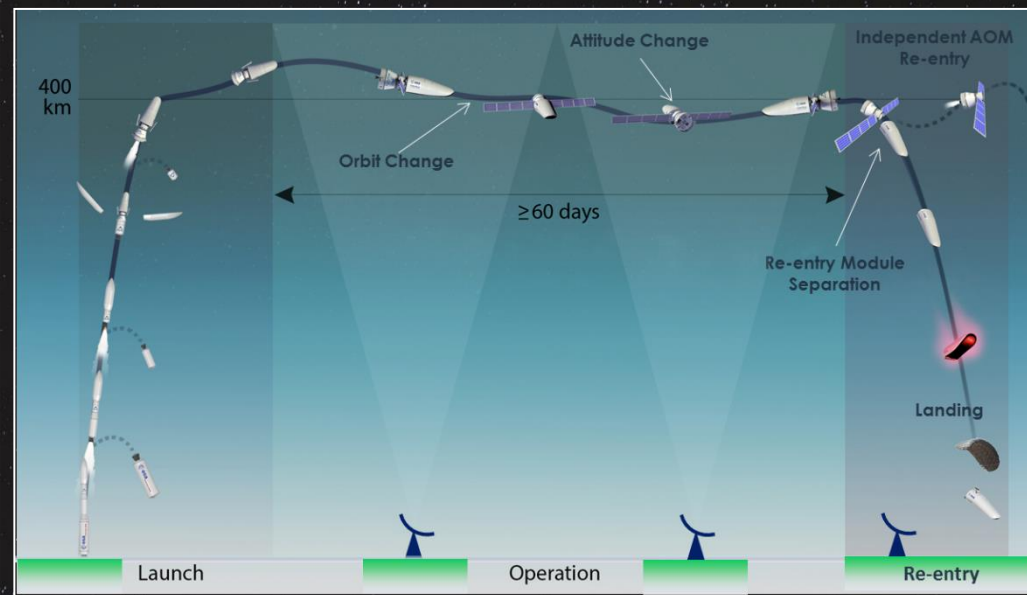 Attitude Change
Independent AOM
Re-entry
400
km
Orbit Change
≥60 days
Re-entry Module
Separation
Landing
Launch
Operation
Re-entry